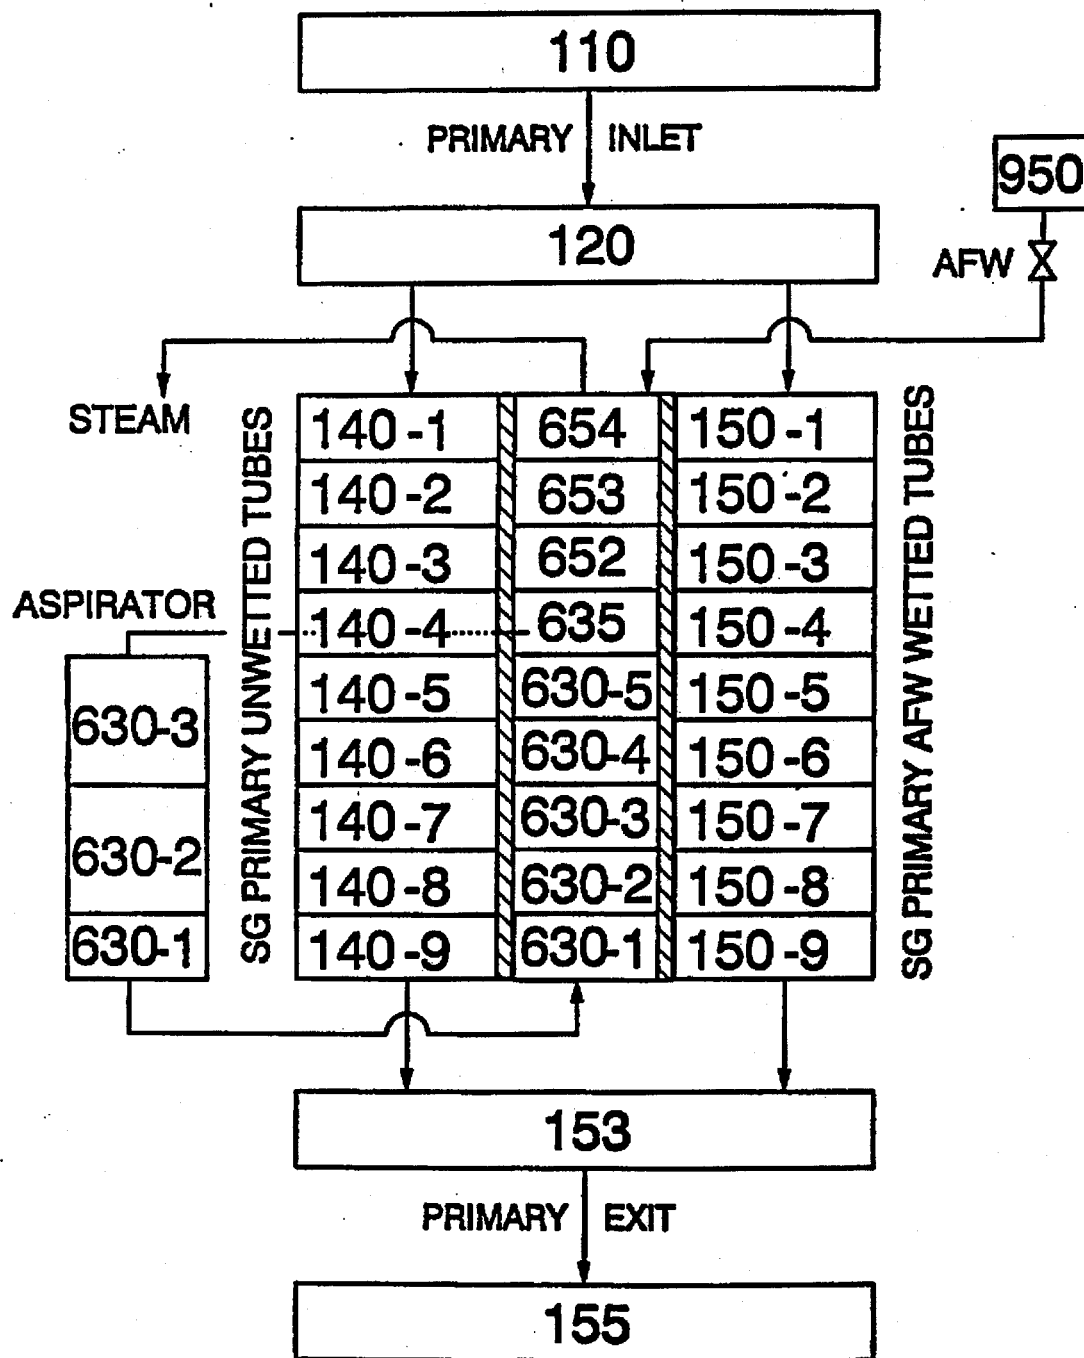 110
PRIMARY INLET
950
120
AFW
STEAM
SG PRIMARY UNWETTED TUBES
SG PRIMARY AFW WETTED TUBES
140-1 654 150-1
140-2 653 150-2
140-3 652 150-3
ASPIRATOR
140-4 635 150-4
140-5 630-5 150-5
140-6 630-4 150-6
140-7 630-3 150-7
140-8 630-2 150-8
140-9 630-1 150-9
630-3
630-2
630-1
153
PRIMARY EXIT
155